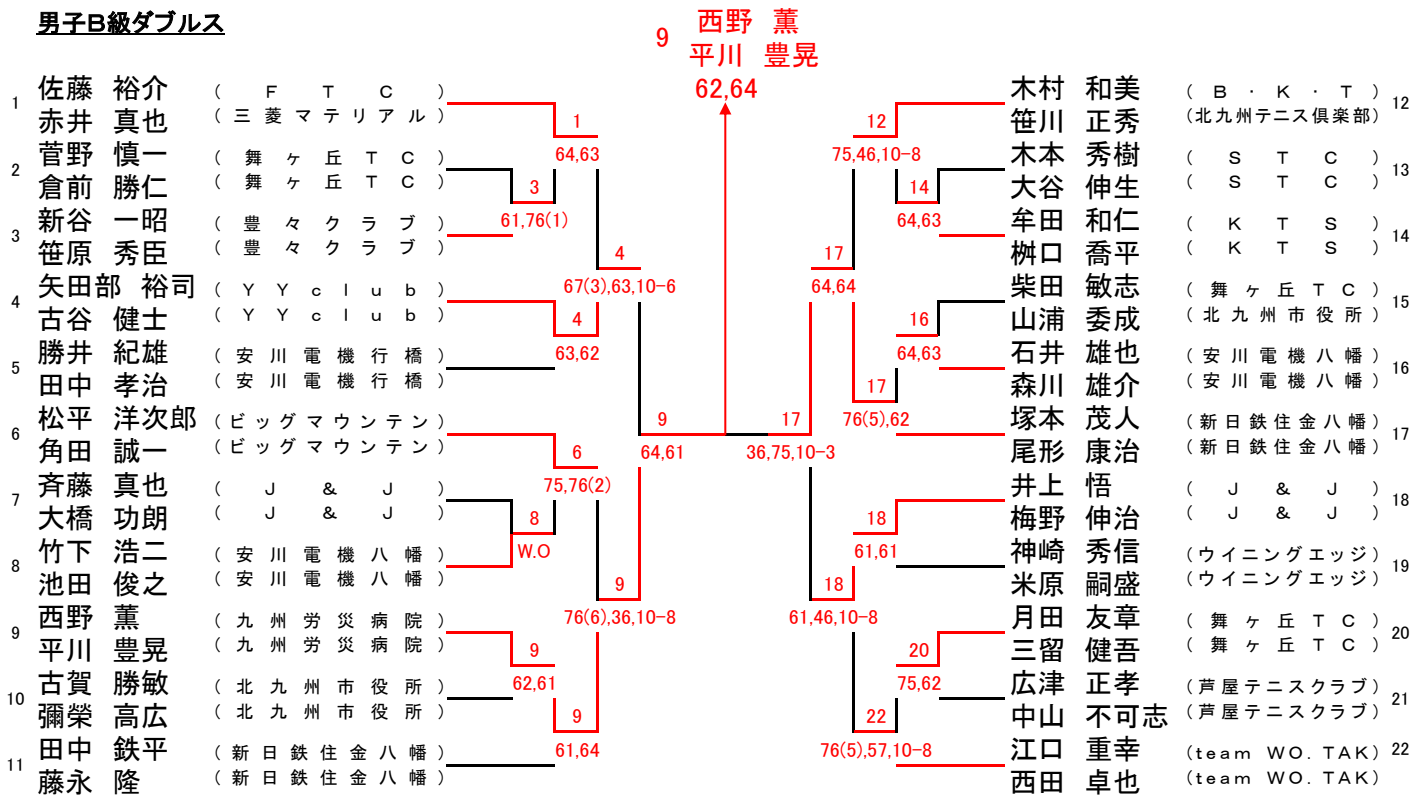 男子B級ダブルス
9 西野 薫
平川 豊晃
62,64
1 佐藤 裕介 (FTC)
赤井 真也 (三菱マテリアル)
2 菅野 慎一 (舞ヶ丘TC)
倉前 勝仁 (舞ヶ丘TC)
3 新谷 一昭 (豊々クラブ)
笹原 秀臣 (豊々クラブ)
4 矢田部 裕司 (YYclub)
古谷 健士 (YYclub)
5 勝井 紀雄 (安川電機行橋)
田中 孝治 (安川電機行橋)
6 松平 洋次郎 (ビッグマウンテン)
角田 誠一 (ビッグマウンテン)
7 斉藤 真也 (J&J)
大橋 功朗 (J&J)
8 竹下 浩二 (安川電機八幡)
池田 俊之 (安川電機八幡)
9 西野 薫 (九州労災病院)
平川 豊晃 (九州労災病院)
10 古賀 勝敏 (北九州市役所)
彌榮 高広 (北九州市役所)
11 田中 鉄平 (新日鉄住金八幡)
藤永 隆 (新日鉄住金八幡)
1
64,63
3
61,76(1)
4
67(3),63,10-6
4
63,62
9
64,61
6
75,76(2)
8
W.O
9
76(6),36,10-8
9
62,61
9
61,64
12
75,46,10-8
14
64,63
17
64,64
16
64,63
17
76(5),62
17
36,75,10-3
18
61,61
18
61,46,10-8
20
75,62
22
76(5),57,10-8
木村 和美 (B・K・T) 12
笹川 正秀 (北九州テニス倶楽部)
木本 秀樹 (STC) 13
大谷 伸生 (STC)
牟田 和仁 (KTS) 14
桝口 喬平 (KTS)
柴田 敏志 (舞ヶ丘TC) 15
山浦 委成 (北九州市役所)
石井 雄也 (安川電機八幡) 16
森川 雄介 (安川電機八幡)
塚本 茂人 (新日鉄住金八幡) 17
尾形 康治 (新日鉄住金八幡)
井上 悟 (J&J) 18
梅野 伸治 (J&J)
神崎 秀信 (ウイニングエッジ) 19
米原 嗣盛 (ウイニングエッジ)
月田 友章 (舞ヶ丘TC) 20
三留 健吾 (舞ヶ丘TC)
広津 正孝 (芦屋テニスクラブ) 21
中山 不可志 (芦屋テニスクラブ)
江口 重幸 (team WO. TAK) 22
西田 卓也 (team WO. TAK)